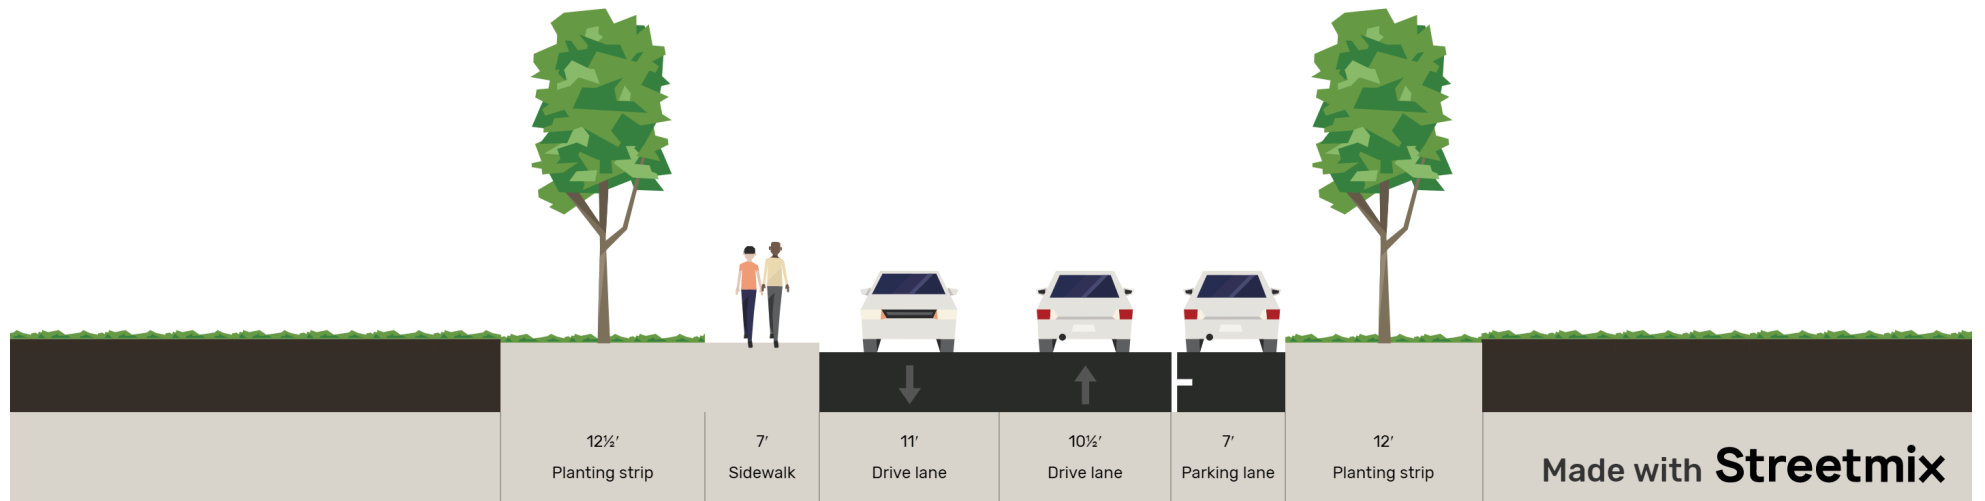 12½′
Planting strip
7′
Sidewalk
11′
Drive lane
10½′
Drive lane
7′
Parking lane
12′
Planting strip
Made with Streetmix